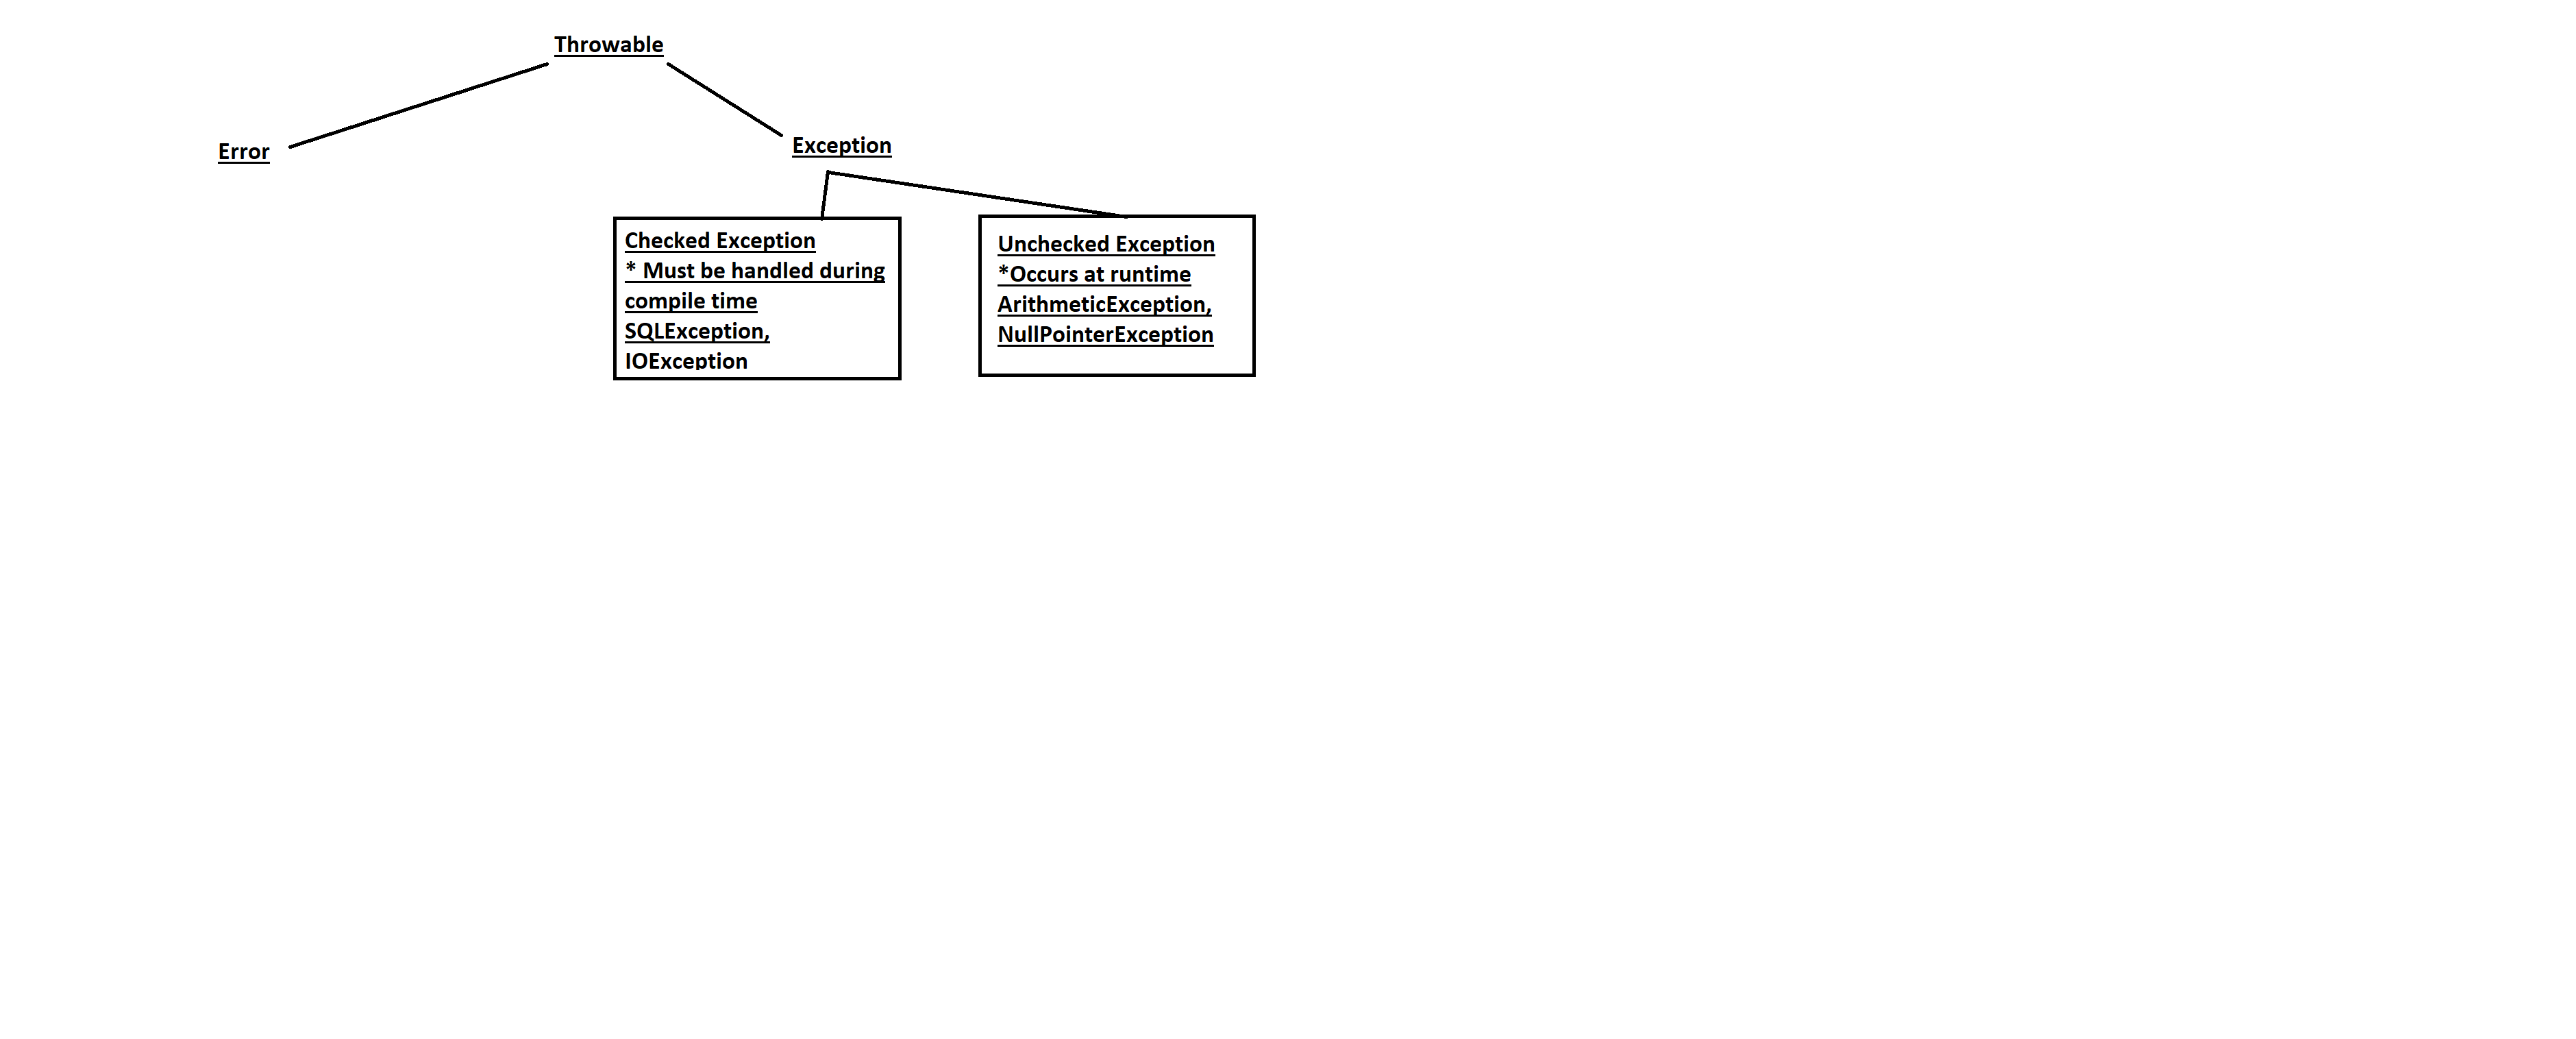 Throwable
Error
Exception
Checked Exception
* Must be handled during
compile time
SQLException,
IOException
Unchecked Exception
*Occurs at runtime
ArithmeticException,
NullPointerException